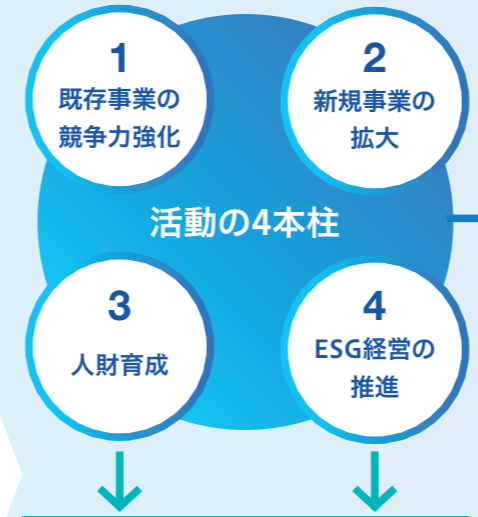 1
既存事業の
競争力強化
2
新規事業の
拡大
活動の4本柱
3
人財育成
4
ESG経営の
推進